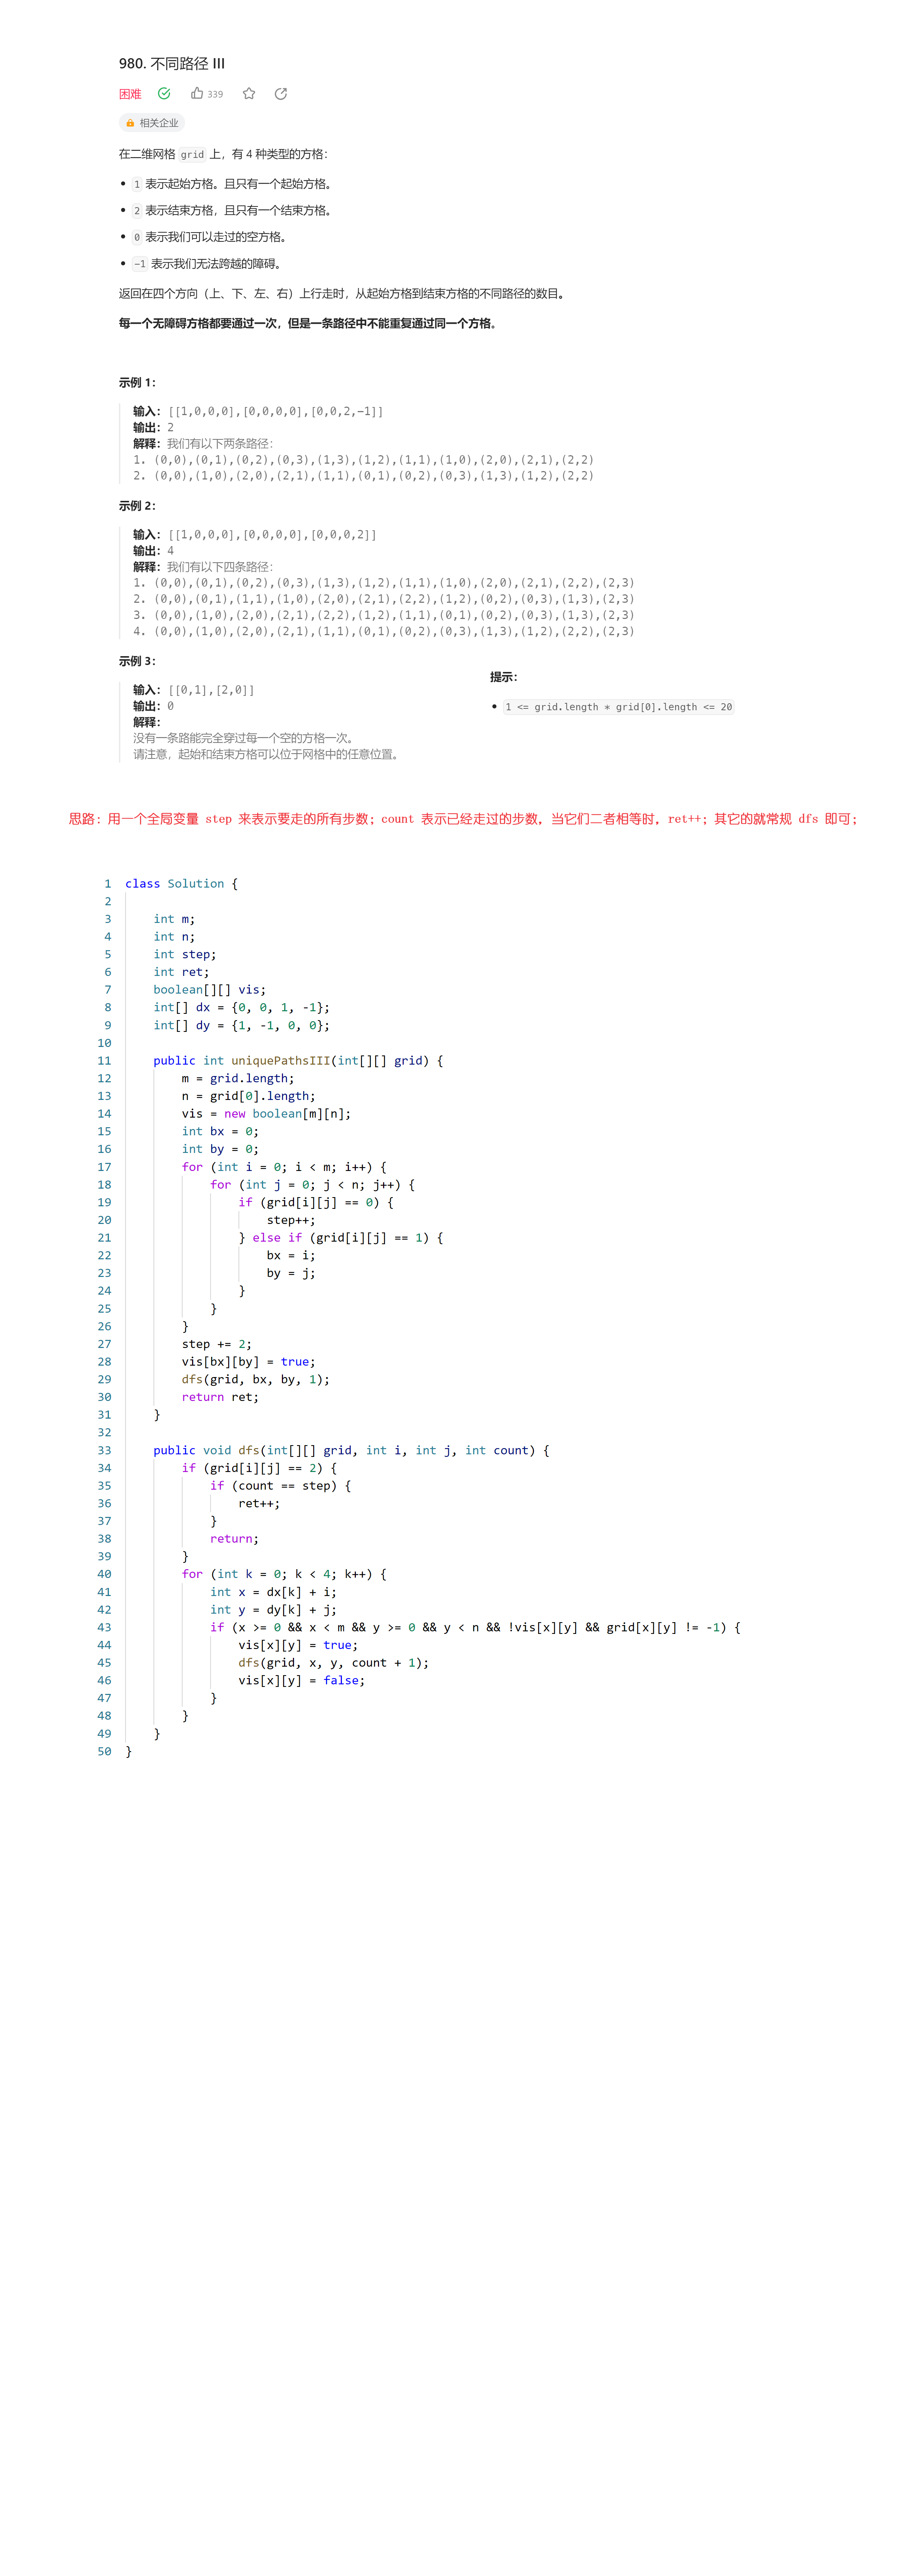 980. 不同路径 III
困难 339
相关企业
在二维网格 grid 上，有 4 种类型的方格：
• 1 表示起始方格。且只有一个起始方格。
• 2 表示结束方格，且只有一个结束方格。
• 0 表示我们可以走过的空方格。
• -1 表示我们无法跨越的障碍。
返回在四个方向（上、下、左、右）上行走时，从起始方格到结束方格的不同路径的数目。
每一个无障碍方格都要通过一次，但是一条路径中不能重复通过同一个方格。
示例 1：
输入：[[1,0,0,0],[0,0,0,0],[0,0,2,-1]]
输出：2
解释：我们有以下两条路径：
1. (0,0),(0,1),(0,2),(0,3),(1,3),(1,2),(1,1),(1,0),(2,0),(2,1),(2,2)
2. (0,0),(1,0),(2,0),(2,1),(1,1),(0,1),(0,2),(0,3),(1,3),(1,2),(2,2)
示例 2：
输入：[[1,0,0,0],[0,0,0,0],[0,0,0,2]]
输出：4
解释：我们有以下四条路径：
1. (0,0),(0,1),(0,2),(0,3),(1,3),(1,2),(1,1),(1,0),(2,0),(2,1),(2,2),(2,3)
2. (0,0),(0,1),(1,1),(1,0),(2,0),(2,1),(2,2),(1,2),(0,2),(0,3),(1,3),(2,3)
3. (0,0),(1,0),(2,0),(2,1),(2,2),(1,2),(1,1),(0,1),(0,2),(0,3),(1,3),(2,3)
4. (0,0),(1,0),(2,0),(2,1),(1,1),(0,1),(0,2),(0,3),(1,3),(1,2),(2,2),(2,3)
示例 3：
输入：[[0,1],[2,0]]
输出：0
解释：
没有一条路能完全穿过每一个空的方格一次。
请注意，起始和结束方格可以位于网格中的任意位置。
提示：
• 1 <= grid.length * grid[0].length <= 20
思路：用一个全局变量 step 来表示要走的所有步数；count 表示已经走过的步数，当它们二者相等时，ret++；其它的就常规 dfs 即可；
1 class Solution {
2
3     int m;
4     int n;
5     int step;
6     int ret;
7     boolean[][] vis;
8     int[] dx = {0, 0, 1, -1};
9     int[] dy = {1, -1, 0, 0};
10
11     public int uniquePathsIII(int[][] grid) {
12         m = grid.length;
13         n = grid[0].length;
14         vis = new boolean[m][n];
15         int bx = 0;
16         int by = 0;
17         for (int i = 0; i < m; i++) {
18             for (int j = 0; j < n; j++) {
19                 if (grid[i][j] == 0) {
20                     step++;
21                 } else if (grid[i][j] == 1) {
22                     bx = i;
23                     by = j;
24                 }
25             }
26         }
27         step += 2;
28         vis[bx][by] = true;
29         dfs(grid, bx, by, 1);
30         return ret;
31     }
32
33     public void dfs(int[][] grid, int i, int j, int count) {
34         if (grid[i][j] == 2) {
35             if (count == step) {
36                 ret++;
37             }
38             return;
39         }
40         for (int k = 0; k < 4; k++) {
41             int x = dx[k] + i;
42             int y = dy[k] + j;
43             if (x >= 0 && x < m && y >= 0 && y < n && !vis[x][y] && grid[x][y] != -1) {
44                 vis[x][y] = true;
45                 dfs(grid, x, y, count + 1);
46                 vis[x][y] = false;
47             }
48         }
49     }
50 }